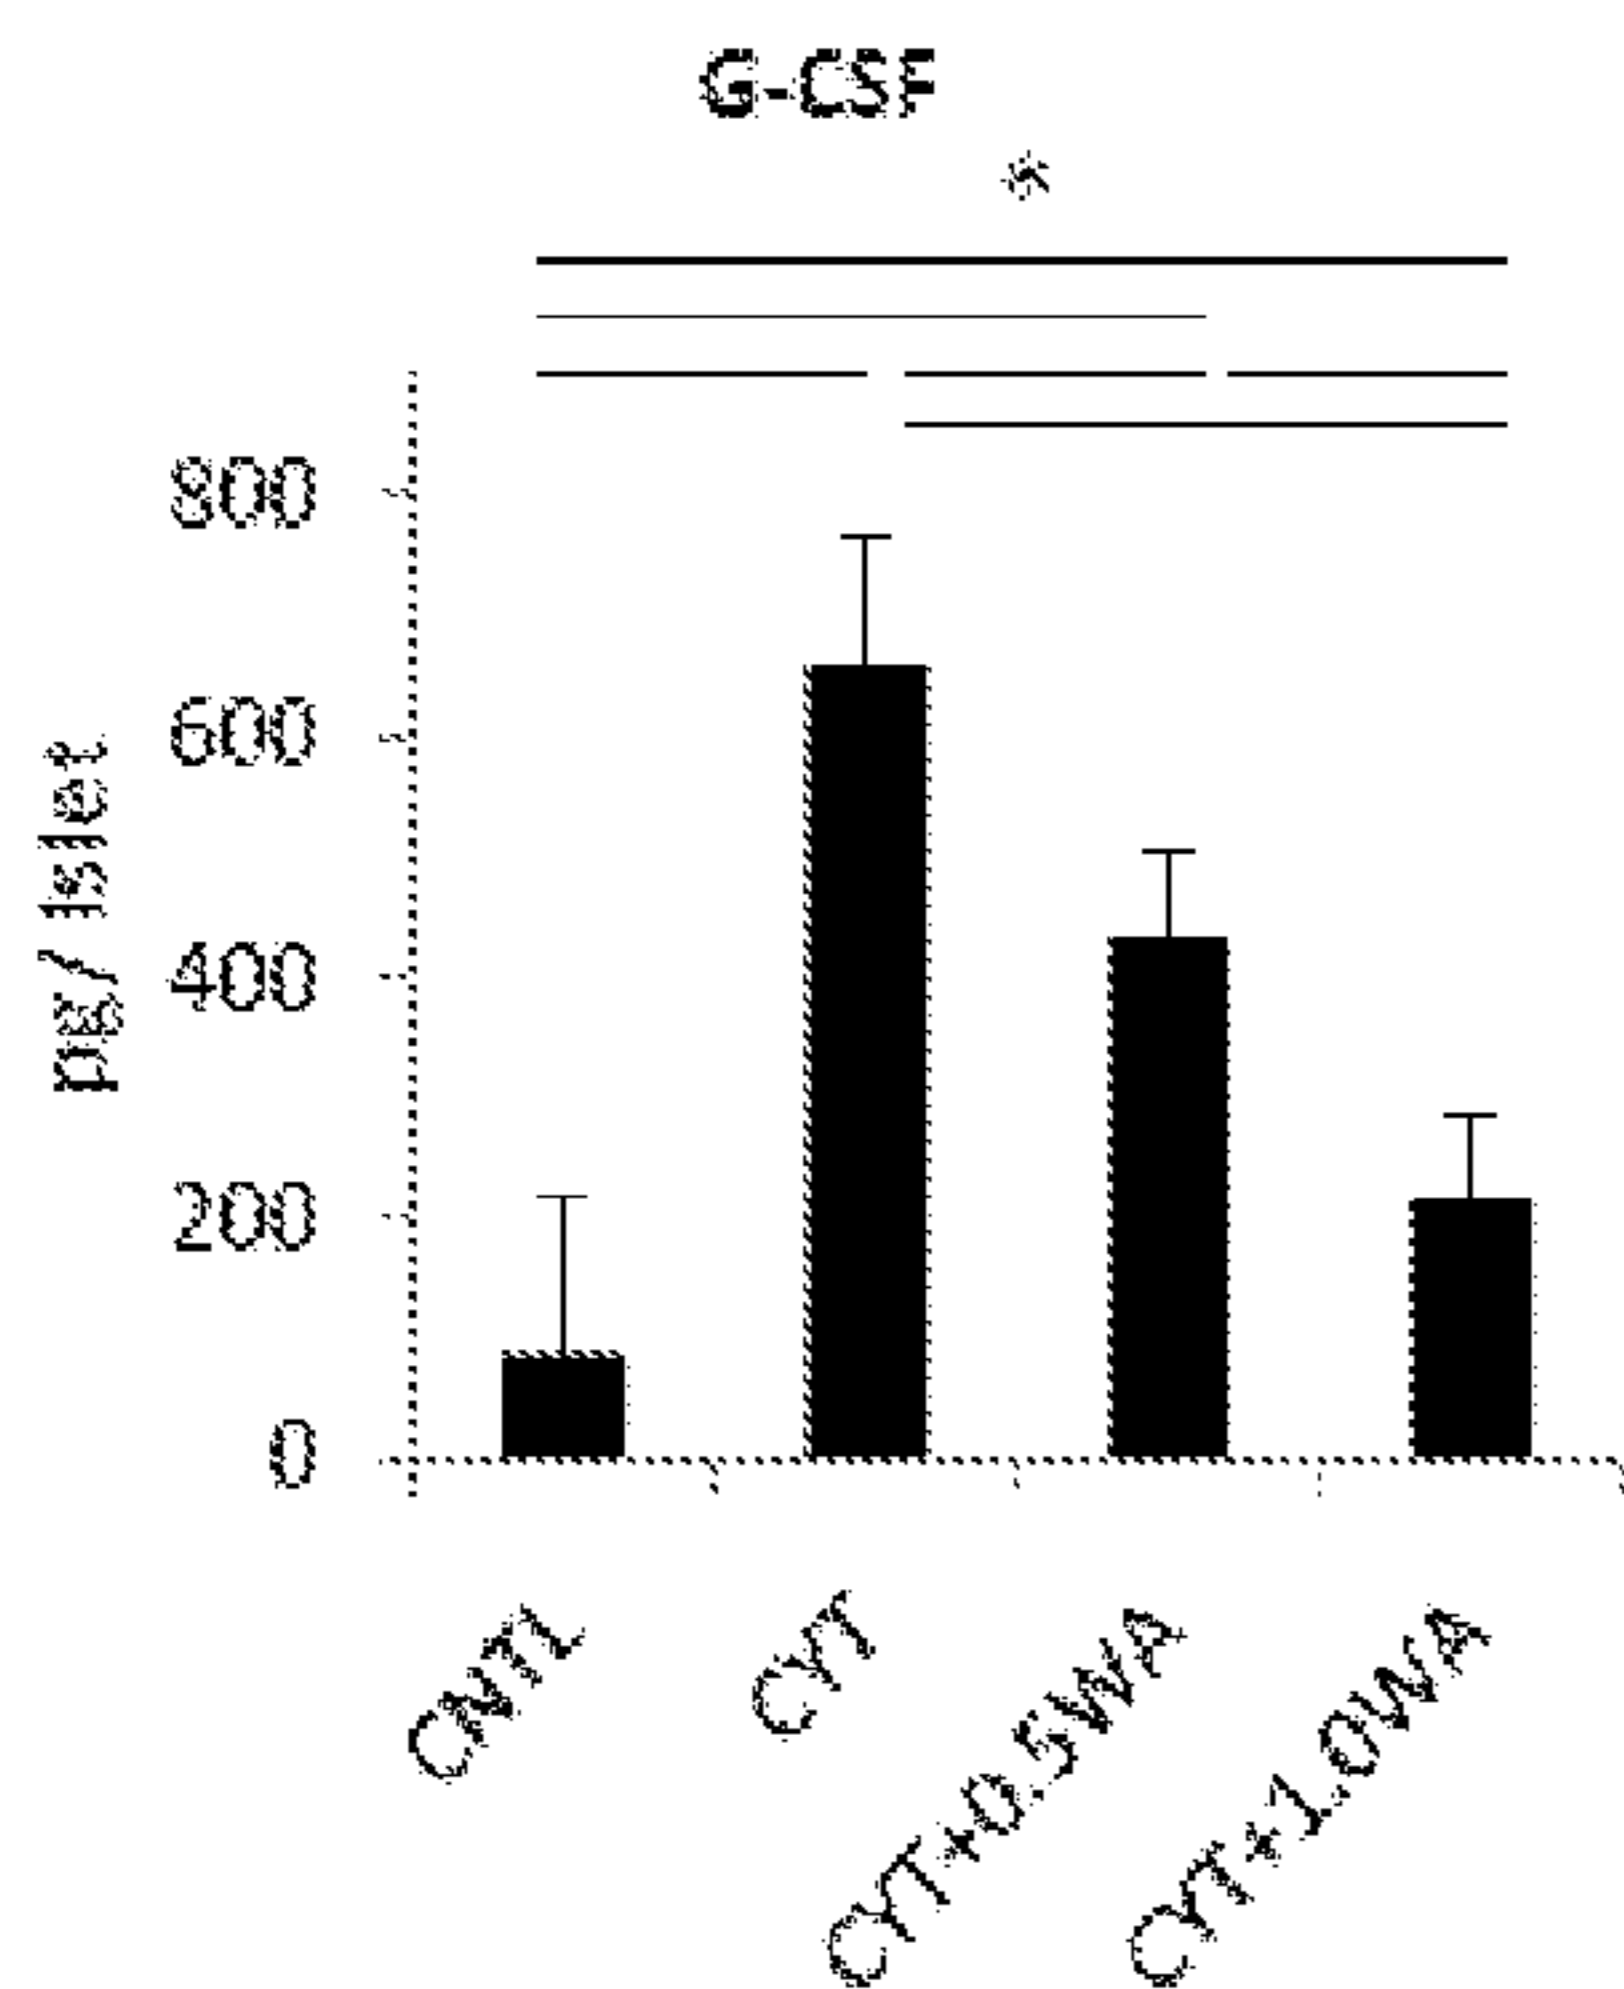 G-CSF
*
800
600
400
200
0
pg/ Islet
CNTL
CYT
CYT+0.5WA
CYT+1.0WA